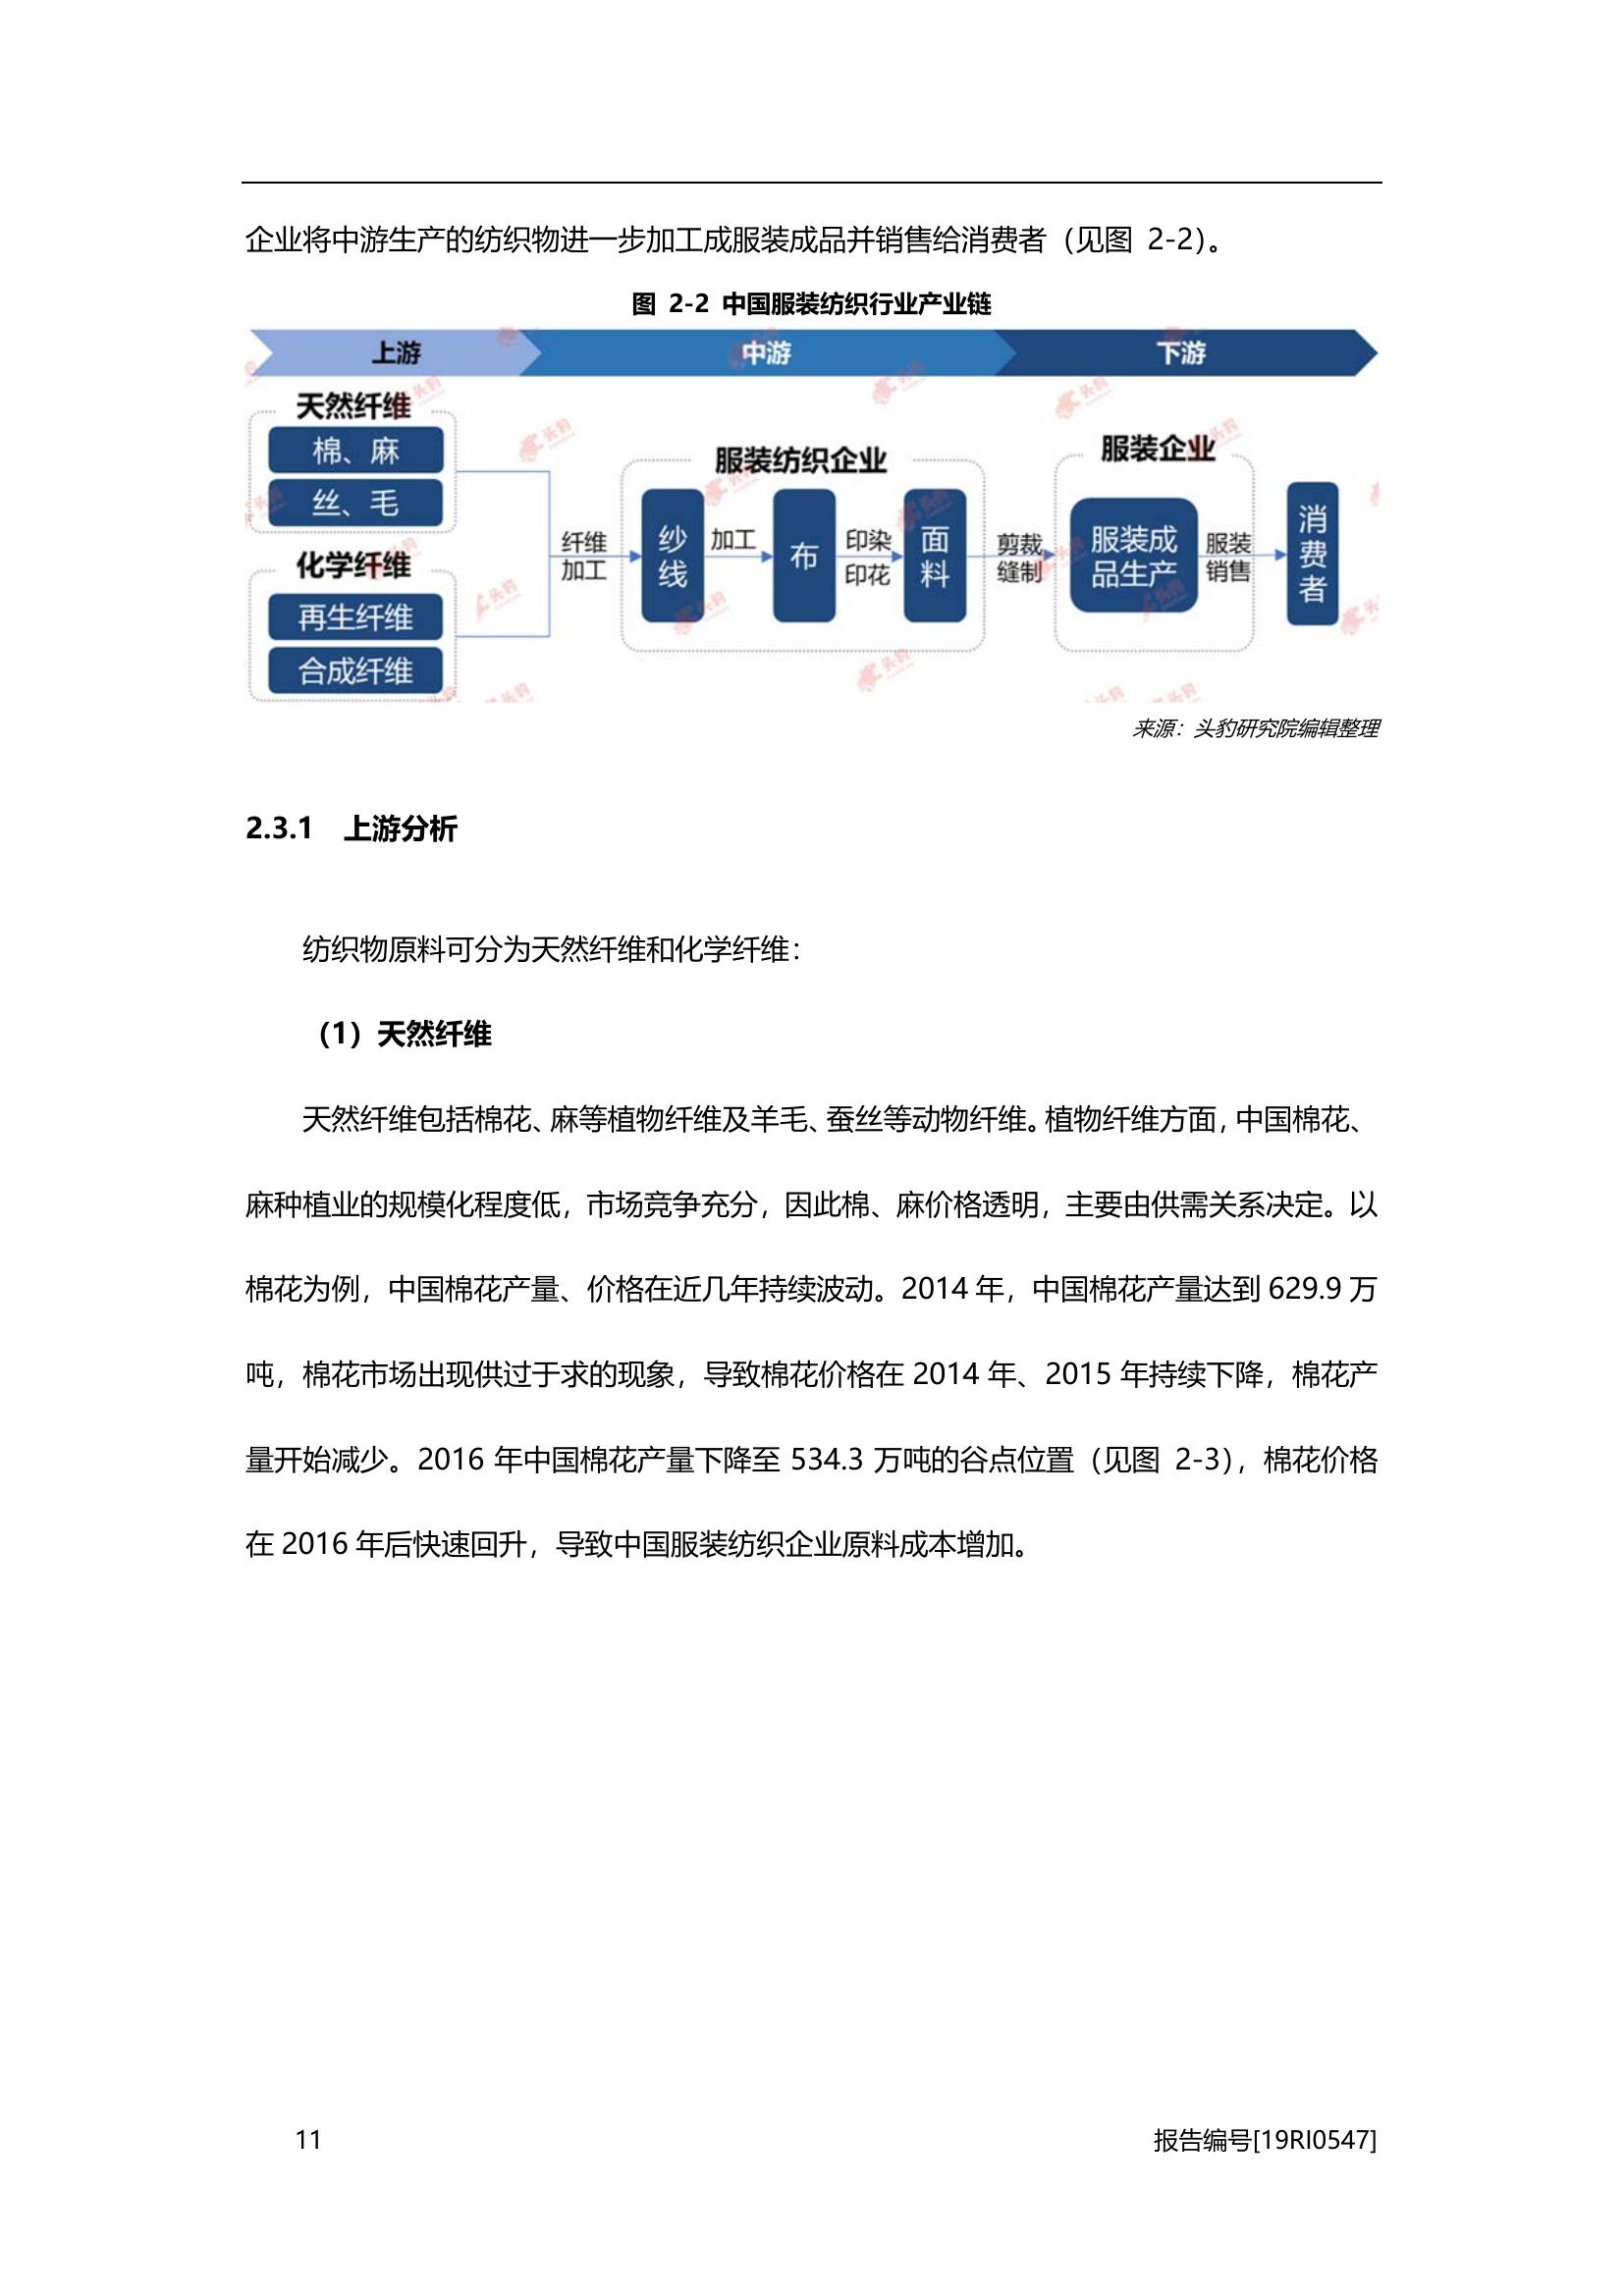 企业将中游生产的纺织物进一步加工成服装成品并销售给消费者（见图 2-2）。
图 2-2 中国服装纺织行业产业链
上游
中游
下游
天然纤维
棉、麻
丝、毛
化学纤维
再生纤维
合成纤维
纤维
加工
服装纺织企业
纱
线
加工
布
印染
印花
面
料
剪裁
缝制
服装企业
服装成
品生产
服装
销售
消
费
者
来源：头豹研究院编辑整理
2.3.1 上游分析
纺织物原料可分为天然纤维和化学纤维：
（1）天然纤维
天然纤维包括棉花、麻等植物纤维及羊毛、蚕丝等动物纤维。植物纤维方面，中国棉花、
麻种植业的规模化程度低，市场竞争充分，因此棉、麻价格透明，主要由供需关系决定。以
棉花为例，中国棉花产量、价格在近几年持续波动。2014 年，中国棉花产量达到 629.9 万
吨，棉花市场出现供过于求的现象，导致棉花价格在 2014 年、2015 年持续下降，棉花产
量开始减少。2016 年中国棉花产量下降至 534.3 万吨的谷点位置（见图 2-3），棉花价格
在 2016 年后快速回升，导致中国服装纺织企业原料成本增加。
11
报告编号[19RI0547]